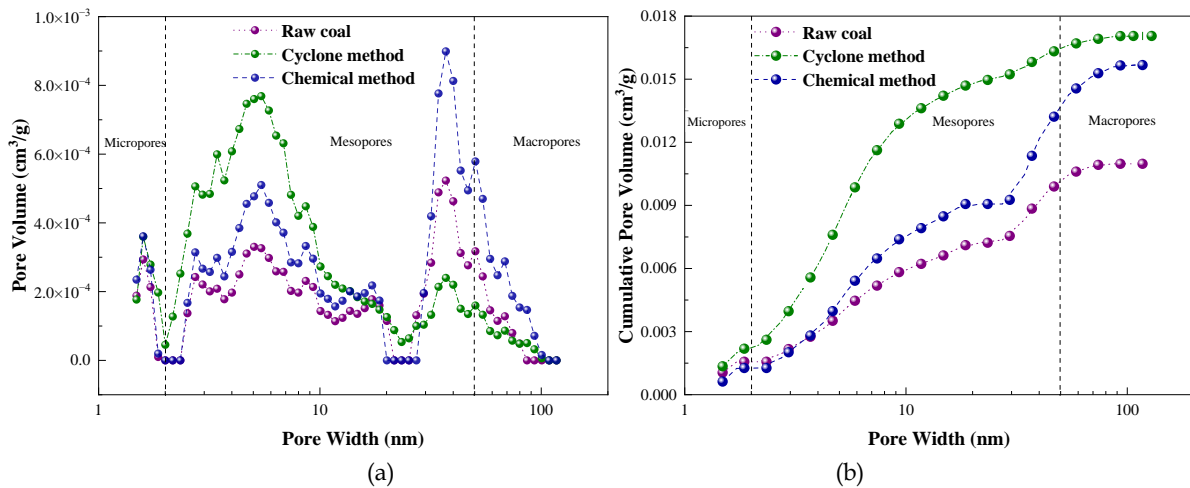 1.0×10⁻³
8.0×10⁻⁴
6.0×10⁻⁴
4.0×10⁻⁴
2.0×10⁻⁴
0.0
Pore Volume (cm³/g)
Raw coal
Cyclone method
Chemical method
Micropores
Mesopores
Macropores
1
10
100
Pore Width (nm)
(a)
0.018
0.015
0.012
0.009
0.006
0.003
0.000
Cumulative Pore Volume (cm³/g)
Raw coal
Cyclone method
Chemical method
Micropores
Mesopores
Macropores
1
10
100
Pore Width (nm)
(b)